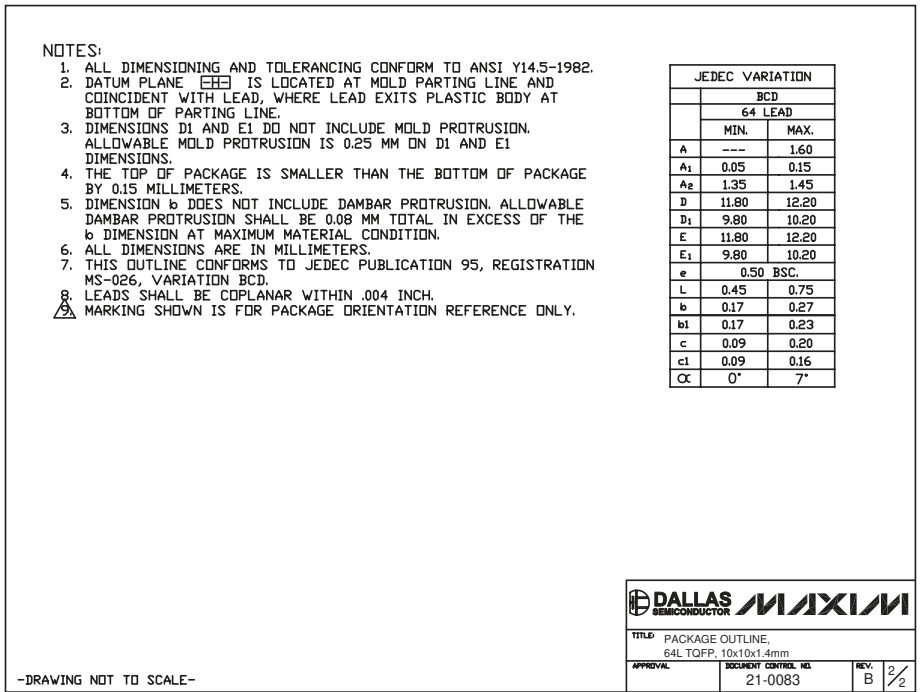 NOTES:
1. ALL DIMENSIONING AND TOLERANCING CONFORM TO ANSI Y14.5-1982.
2. DATUM PLANE -H- IS LOCATED AT MOLD PARTING LINE AND
COINCIDENT WITH LEAD, WHERE LEAD EXITS PLASTIC BODY AT
BOTTOM OF PARTING LINE.
3. DIMENSIONS D1 AND E1 DO NOT INCLUDE MOLD PROTRUSION.
ALLOWABLE MOLD PROTRUSION IS 0.25 MM ON D1 AND E1
DIMENSIONS.
4. THE TOP OF PACKAGE IS SMALLER THAN THE BOTTOM OF PACKAGE
BY 0.15 MILLIMETERS.
5. DIMENSION b DOES NOT INCLUDE DAMBAR PROTRUSION. ALLOWABLE
DAMBAR PROTRUSION SHALL BE 0.08 MM TOTAL IN EXCESS OF THE
b DIMENSION AT MAXIMUM MATERIAL CONDITION.
6. ALL DIMENSIONS ARE IN MILLIMETERS.
7. THIS OUTLINE CONFORMS TO JEDEC PUBLICATION 95, REGISTRATION
MS-026, VARIATION BCD.
8. LEADS SHALL BE COPLANAR WITHIN .004 INCH.
9. MARKING SHOWN IS FOR PACKAGE ORIENTATION REFERENCE ONLY.
JEDEC VARIATION
BCD
64 LEAD
MIN. MAX.
A --- 1.60
A1 0.05 0.15
A2 1.35 1.45
D 11.80 12.20
D1 9.80 10.20
E 11.80 12.20
E1 9.80 10.20
e 0.50 BSC.
L 0.45 0.75
b 0.17 0.27
b1 0.17 0.23
c 0.09 0.20
c1 0.09 0.16
α 0° 7°
-DRAWING NOT TO SCALE-
DALLAS SEMICONDUCTOR MAXIM
TITLE: PACKAGE OUTLINE,
64L TQFP, 10x10x1.4mm
APPROVAL DOCUMENT CONTROL NO. REV.
21-0083 B 2/2